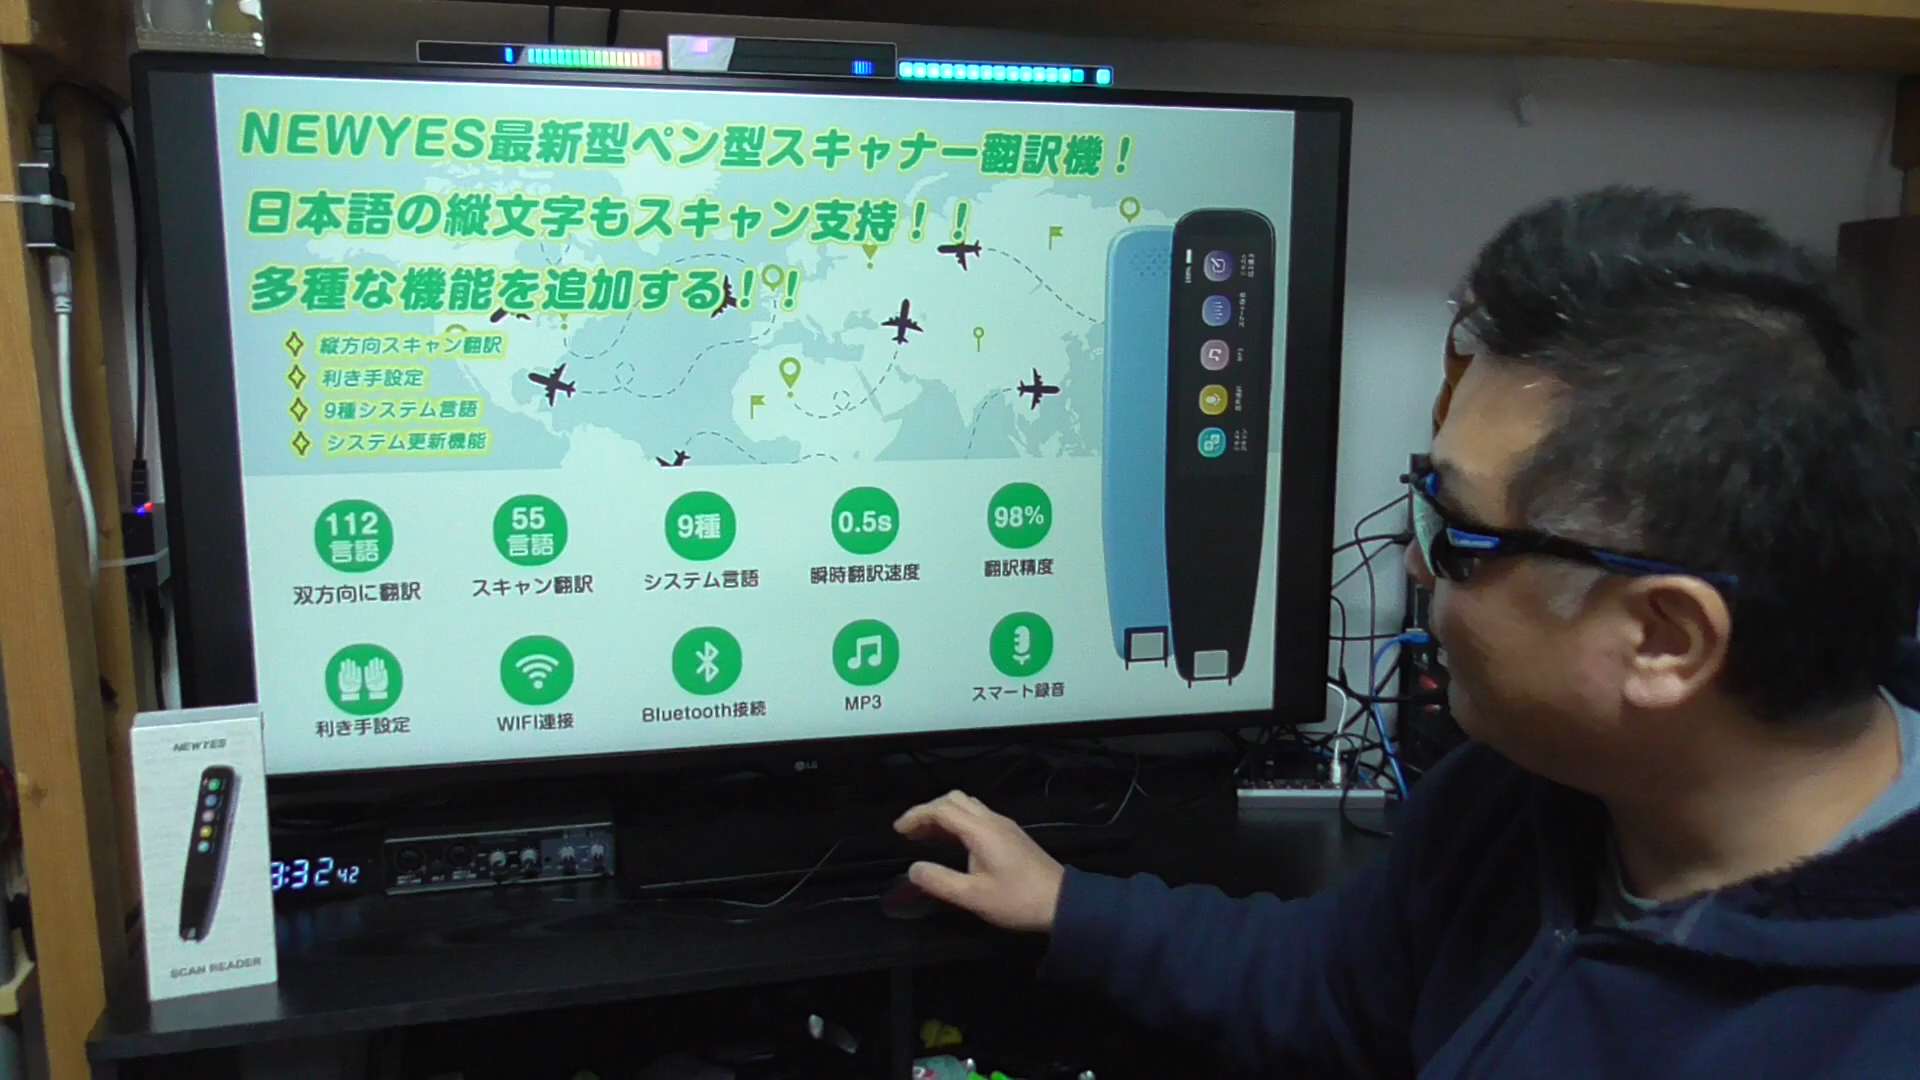 NEWYES最新型ペン型スキャナー翻訳機！
日本語の縦文字もスキャン支持！！
多種な機能を追加する！！
縦方向スキャン翻訳
利き手設定
9種システム言語
システム更新機能
112
言語
双方向に翻訳
55
言語
スキャン翻訳
9種
システム言語
0.5s
瞬時翻訳速度
98%
翻訳精度
利き手設定
WIFI連接
Bluetooth接続
MP3
スマート録音
100%
MP3
LG
NEWYES
SCAN READER
3:32 42